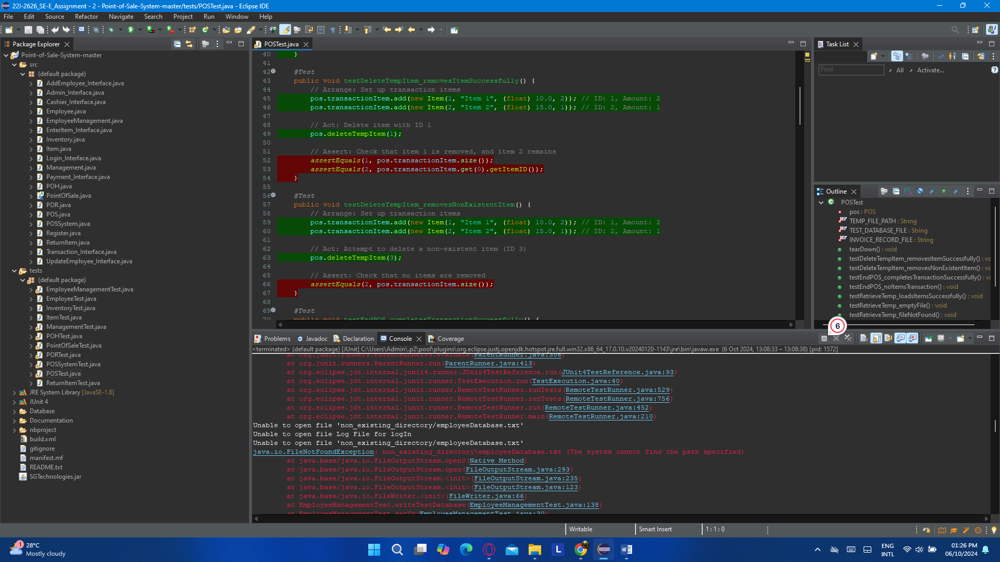 22I-2626_SE-E_Assignment - 2 - Point-of-Sale-System-master/tests/POSTest.java - Eclipse IDE
File Edit Source Refactor Navigate Search Project Run Window Help
Package Explorer
Point-of-Sale-System-master
src
(default package)
AddEmployee_Interface.java
Admin_Interface.java
Cashier_Interface.java
Employee.java
EmployeeManagement.java
EnterItem_Interface.java
Inventory.java
Item.java
Login_Interface.java
Management.java
Payment_Interface.java
POH.java
PointOfSale.java
POR.java
POS.java
POSSystem.java
Register.java
ReturnItem.java
Transaction_Interface.java
UpdateEmployee_Interface.java
tests
(default package)
EmployeeManagementTest.java
EmployeeTest.java
InventoryTest.java
ItemTest.java
ManagementTest.java
POHTest.java
PointOfSaleTest.java
PORTest.java
POSSystemTest.java
POSTest.java
ReturnItemTest.java
JRE System Library [JavaSE-1.8]
JUnit 4
Database
Documentation
nbproject
build.xml
gitignore
manifest.mf
README.txt
SGTechnologies.jar
POSTest.java
40 }
41
42 @Test
43 public void testDeleteTempItem_removesItemSuccessfully() {
44 // Arrange: Set up transaction items
45 pos.transactionItem.add(new Item(1, "Item 1", (float) 10.0, 2)); // ID: 1, Amount: 2
46 pos.transactionItem.add(new Item(2, "Item 2", (float) 15.0, 1)); // ID: 2, Amount: 1
47
48 // Act: Delete item with ID 1
49 pos.deleteTempItem(1);
50
51 // Assert: Check that item 1 is removed, and item 2 remains
52 assertEquals(1, pos.transactionItem.size());
53 assertEquals(2, pos.transactionItem.get(0).getItemID());
54 }
55
56 @Test
57 public void testDeleteTempItem_removesNonExistentItem() {
58 // Arrange: Set up transaction items
59 pos.transactionItem.add(new Item(1, "Item 1", (float) 10.0, 2)); // ID: 1, Amount: 2
60 pos.transactionItem.add(new Item(2, "Item 2", (float) 15.0, 1)); // ID: 2, Amount: 1
61
62 // Act: Attempt to delete a non-existent item (ID 3)
63 pos.deleteTempItem(3);
64
65 // Assert: Check that no items are removed
66 assertEquals(2, pos.transactionItem.size());
67 }
68
69 @Test
70 public void testEndPOS_completesTransactionSuccessfully() {
Task List
Find All Activate...
Outline
POSTest
pos : POS
TEMP_FILE_PATH : String
TEST_DATABASE_FILE : String
INVOICE_RECORD_FILE : String
tearDown() : void
testDeleteTempItem_removesItemSuccessfully() : vo
testDeleteTempItem_removesNonExistentItem() : vo
testEndPOS_completesTransactionSuccessfully() : vo
testEndPOS_noItemsTransaction() : void
testRetrieveTemp_loadsItemsSuccessfully() : void
testRetrieveTemp_emptyFile() : void
testRetrieveTemp_fileNotFound() : void
6
Problems Javadoc Declaration Console Coverage
<terminated> (default package) [JUnit] C:\Users\Admin\.p2\pool\plugins\org.eclipse.justj.openjdk.hotspot.jre.full.win32.x86_64_17.0.10.v20240120-1143\jre\bin\javaw.exe (6 Oct 2024, 13:08:33 – 13:08:38) [pid: 1572]
at org.junit.runners.ParentRunner$3.evaluate(ParentRunner.java:306)
at org.junit.runners.ParentRunner.run(ParentRunner.java:413)
at org.eclipse.jdt.internal.junit4.runner.JUnit4TestReference.run(JUnit4TestReference.java:93)
at org.eclipse.jdt.internal.junit.runner.TestExecution.run(TestExecution.java:40)
at org.eclipse.jdt.internal.junit.runner.RemoteTestRunner.runTests(RemoteTestRunner.java:529)
at org.eclipse.jdt.internal.junit.runner.RemoteTestRunner.runTests(RemoteTestRunner.java:756)
at org.eclipse.jdt.internal.junit.runner.RemoteTestRunner.run(RemoteTestRunner.java:452)
at org.eclipse.jdt.internal.junit.runner.RemoteTestRunner.main(RemoteTestRunner.java:210)
Unable to open file 'non_existing_directory/employeeDatabase.txt'
Unable to open file Log File for logIn
Unable to open file 'non_existing_directory/employeeDatabase.txt'
java.io.FileNotFoundException: non_existing_directory\employeeDatabase.txt (The system cannot find the path specified)
at java.base/java.io.FileOutputStream.open0(Native Method)
at java.base/java.io.FileOutputStream.open(FileOutputStream.java:293)
at java.base/java.io.FileOutputStream.<init>(FileOutputStream.java:235)
at java.base/java.io.FileOutputStream.<init>(FileOutputStream.java:123)
at java.base/java.io.FileWriter.<init>(FileWriter.java:66)
at EmployeeManagementTest.writeTestDatabase(EmployeeManagementTest.java:138)
at EmployeeManagementTest.setUp(EmployeeManagementTest.java:30)
Writable Smart Insert 1 : 1 : 0
1 28°C
Mostly cloudy
ENG
INTL
01:26 PM
06/10/2024